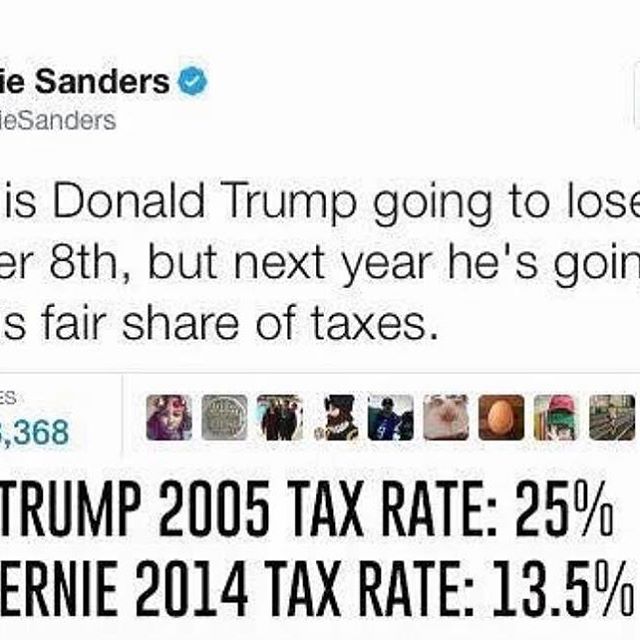 ie Sanders
ieSanders
is Donald Trump going to lose
er 8th, but next year he's goin
s fair share of taxes.
ES
,368
TRUMP 2005 TAX RATE: 25%
ERNIE 2014 TAX RATE: 13.5%